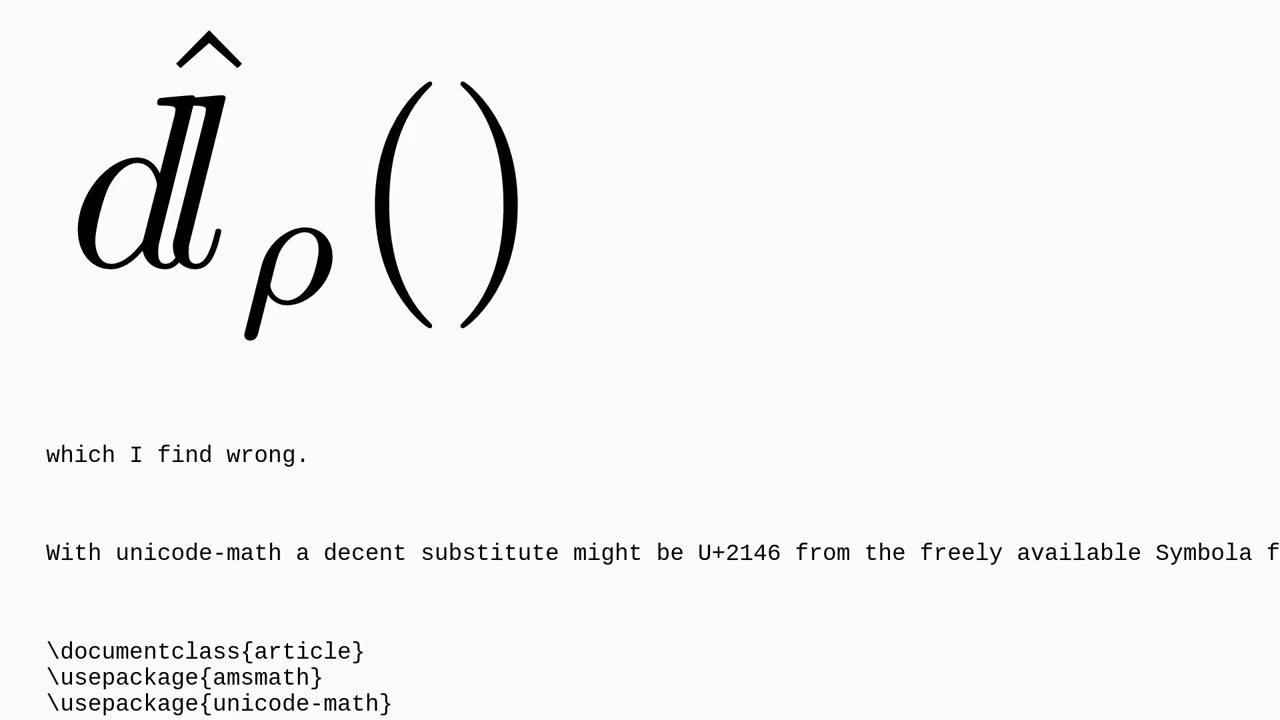 d̂l_ρ ( )
which I find wrong.
With unicode-math a decent substitute might be U+2146 from the freely available Symbola f
\documentclass{article}
\usepackage{amsmath}
\usepackage{unicode-math}